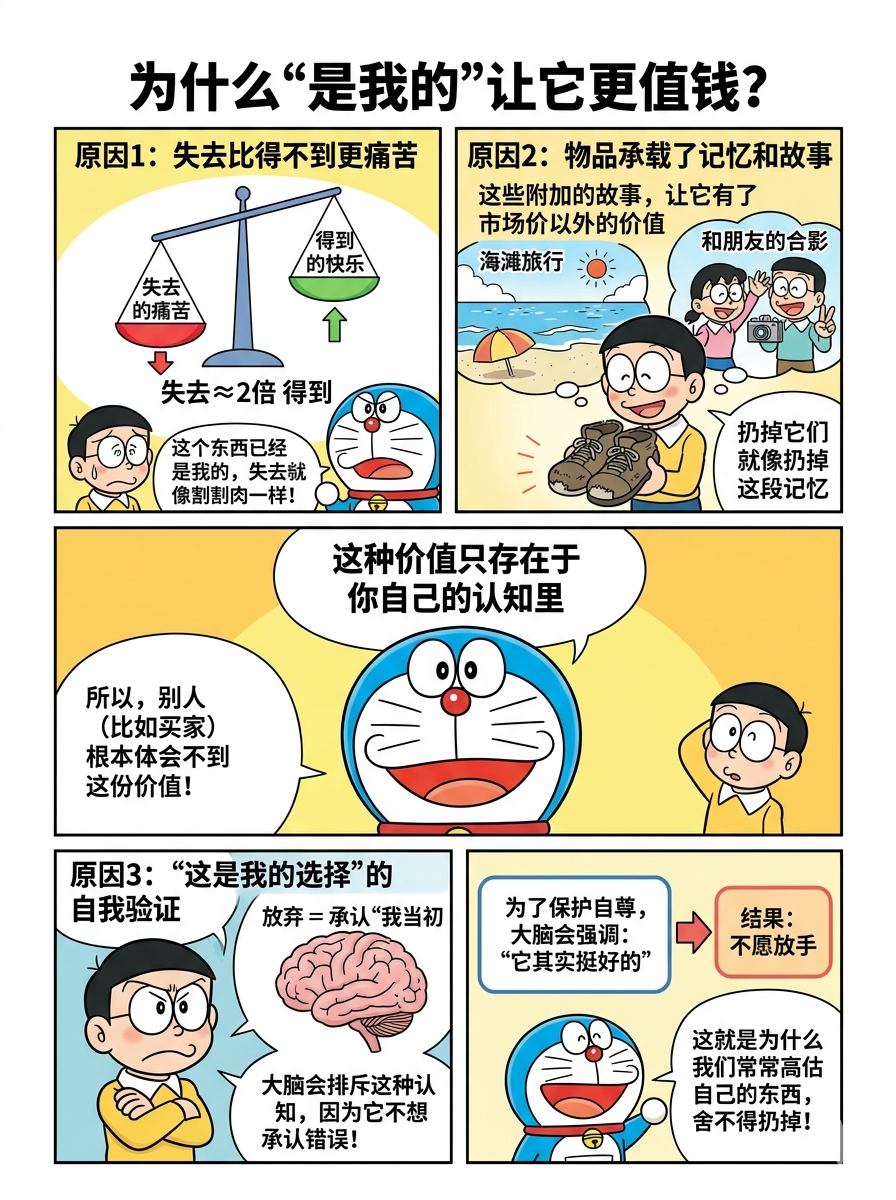 为什么“是我的”让它更值钱？
原因1：失去比得不到更痛苦
得到
的快乐
失去
的痛苦
失去≈2倍 得到
这个东西已经
是我的，失去就
像割割肉一样！
原因2：物品承载了记忆和故事
这些附加的故事，让它有了
市场价以外的价值
海滩旅行
和朋友的合影
扔掉它们
就像扔掉
这段记忆
这种价值只存在于
你自己的认知里
所以，别人
（比如买家）
根本体会不到
这份价值！
原因3：“这是我的选择”的
自我验证
放弃 = 承认“我当初
大脑会排斥这种认
知，因为它不想
承认错误！
为了保护自尊，
大脑会强调：
“它其实挺好的”
结果：
不愿放手
这就是为什么
我们常常高估
自己的东西，
舍不得扔掉！